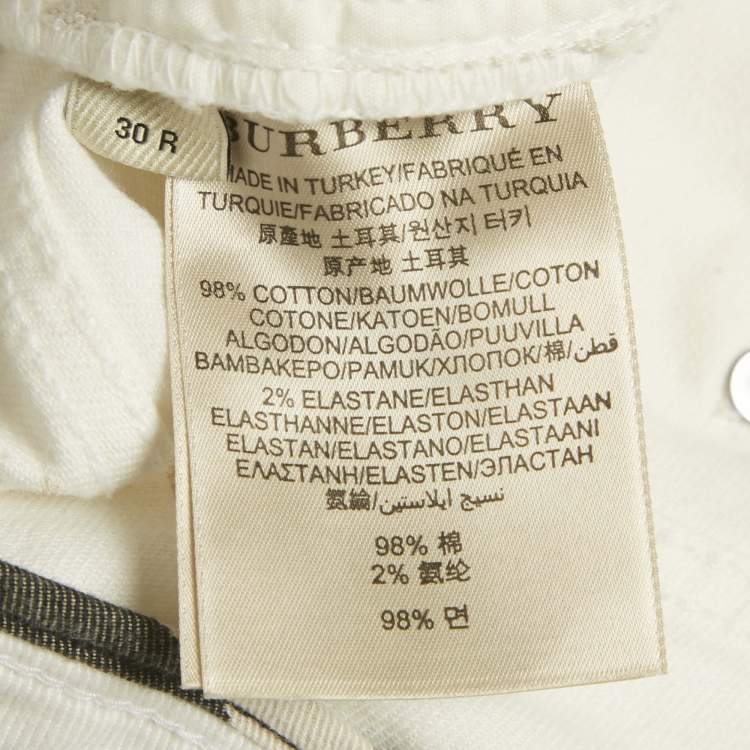 30 R
BURBERRY
MADE IN TURKEY/FABRIQUÉ EN
TURQUIE/FABRICADO NA TURQUIA
原產地 土耳其/원산지 터키
原产地 土耳其
98% COTTON/BAUMWOLLE/COTON
COTONE/KATOEN/BOMULL
ALGODON/ALGODÃO/PUUVILLA
ΒΑΜΒΑΚΕΡΟ/PAMUK/ХЛОПОК/棉/قطن
2% ELASTANE/ELASTHAN
ELASTHANNE/ELASTON/ELASTAAN
ELASTAN/ELASTANO/ELASTAANI
ΕΛΑΣΤΑΝΗ/ELASTEN/ЭЛАСТАН
氨綸/نسيج ايلاستين
98% 棉
2% 氨纶
98% 면